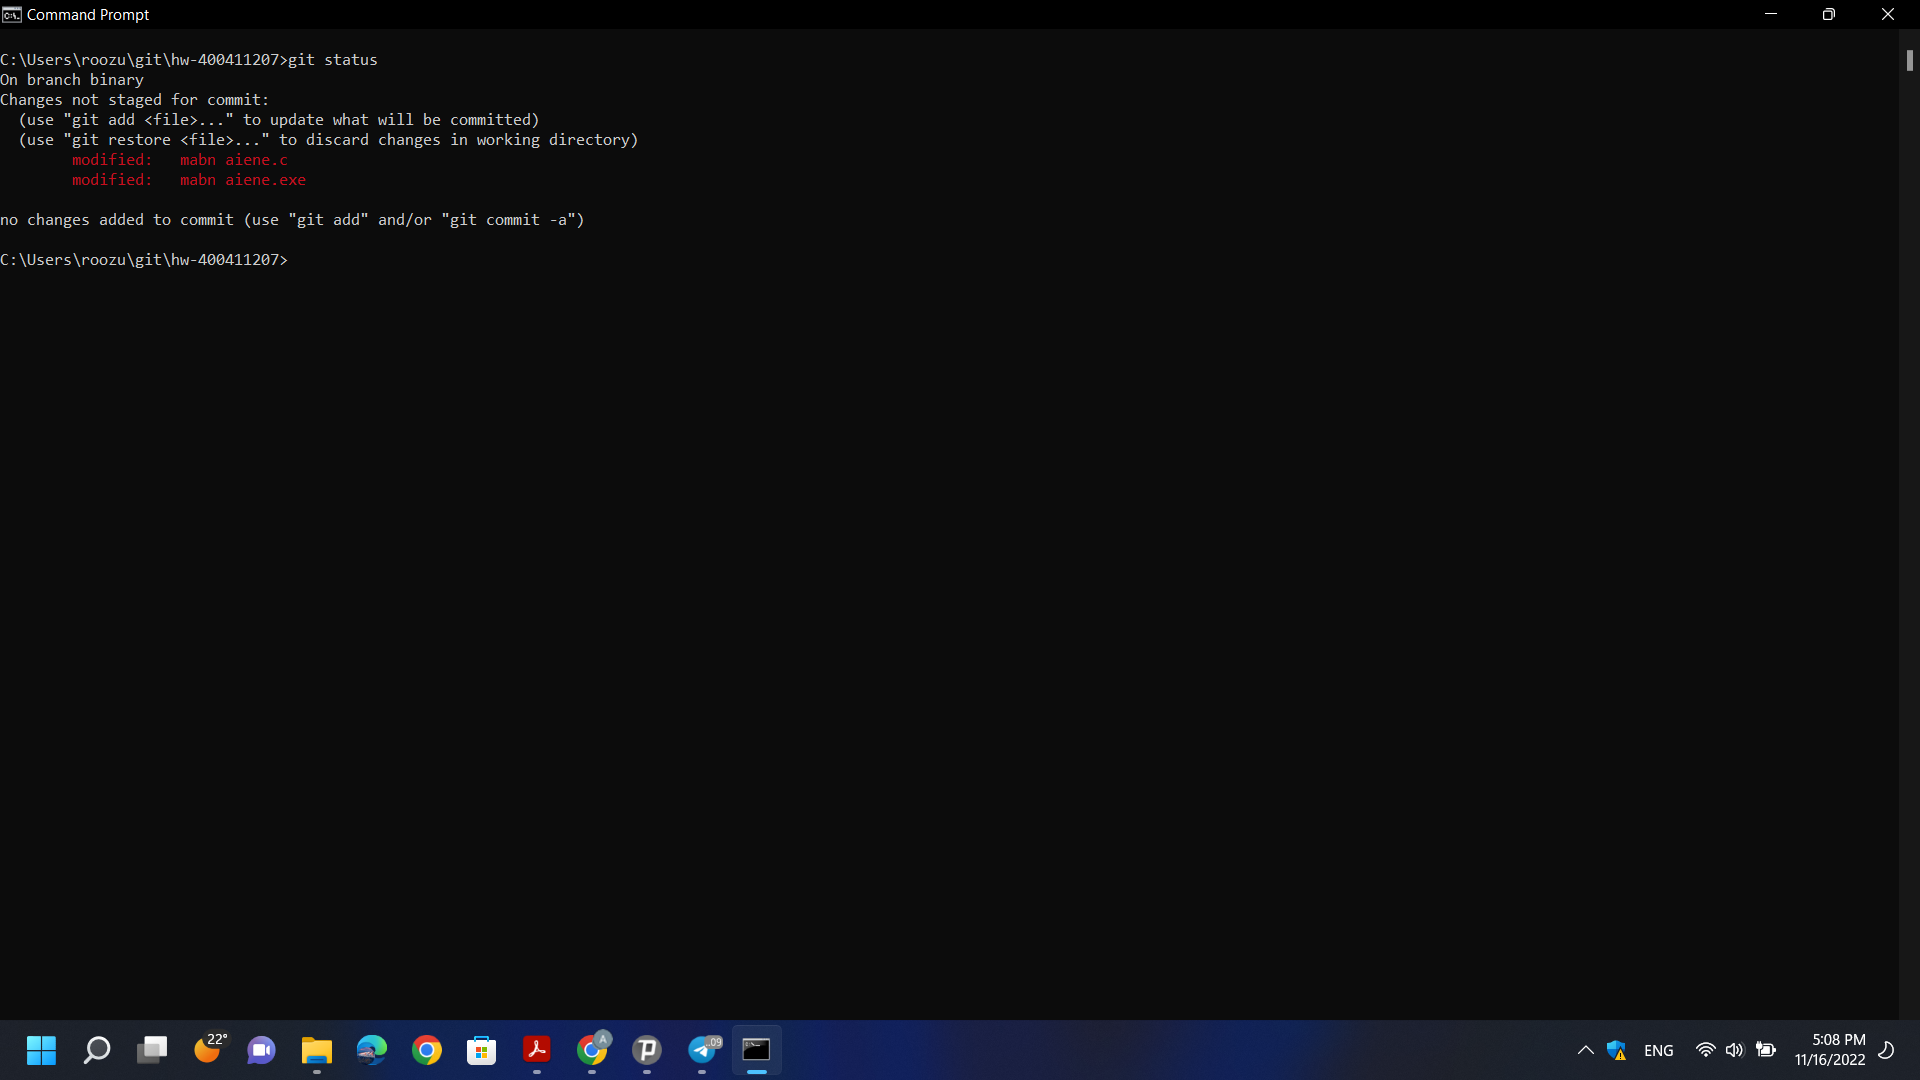 Command Prompt
C:\Users\roozu\git\hw-400411207>git status
On branch binary
Changes not staged for commit:
  (use "git add <file>..." to update what will be committed)
  (use "git restore <file>..." to discard changes in working directory)
        modified:   mabn aiene.c
        modified:   mabn aiene.exe
no changes added to commit (use "git add" and/or "git commit -a")
C:\Users\roozu\git\hw-400411207>
22°
A
..09
ENG
5:08 PM
11/16/2022